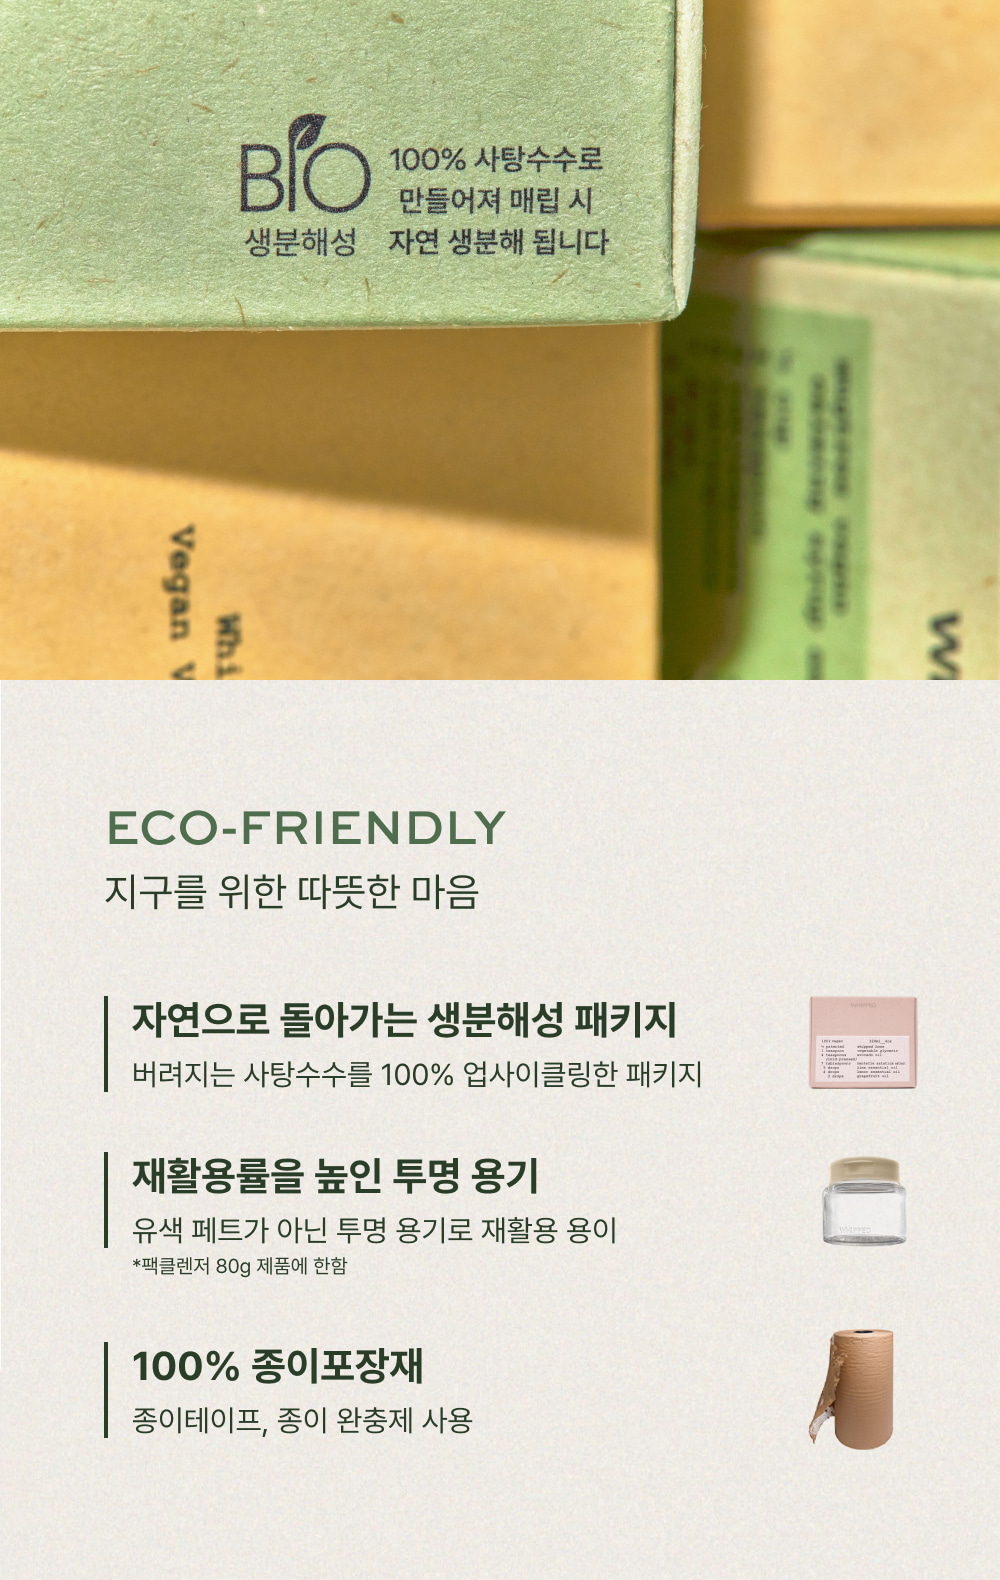 BIO
생분해성
100% 사탕수수로
만들어져 매립 시
자연 생분해 됩니다
Vegan
ECO-FRIENDLY
지구를 위한 따뜻한 마음
자연으로 돌아가는 생분해성 패키지
버려지는 사탕수수를 100% 업사이클링한 패키지
재활용률을 높인 투명 용기
유색 페트가 아닌 투명 용기로 재활용 용이
*팩클렌저 80g 제품에 한함
100% 종이포장재
종이테이프, 종이 완충제 사용